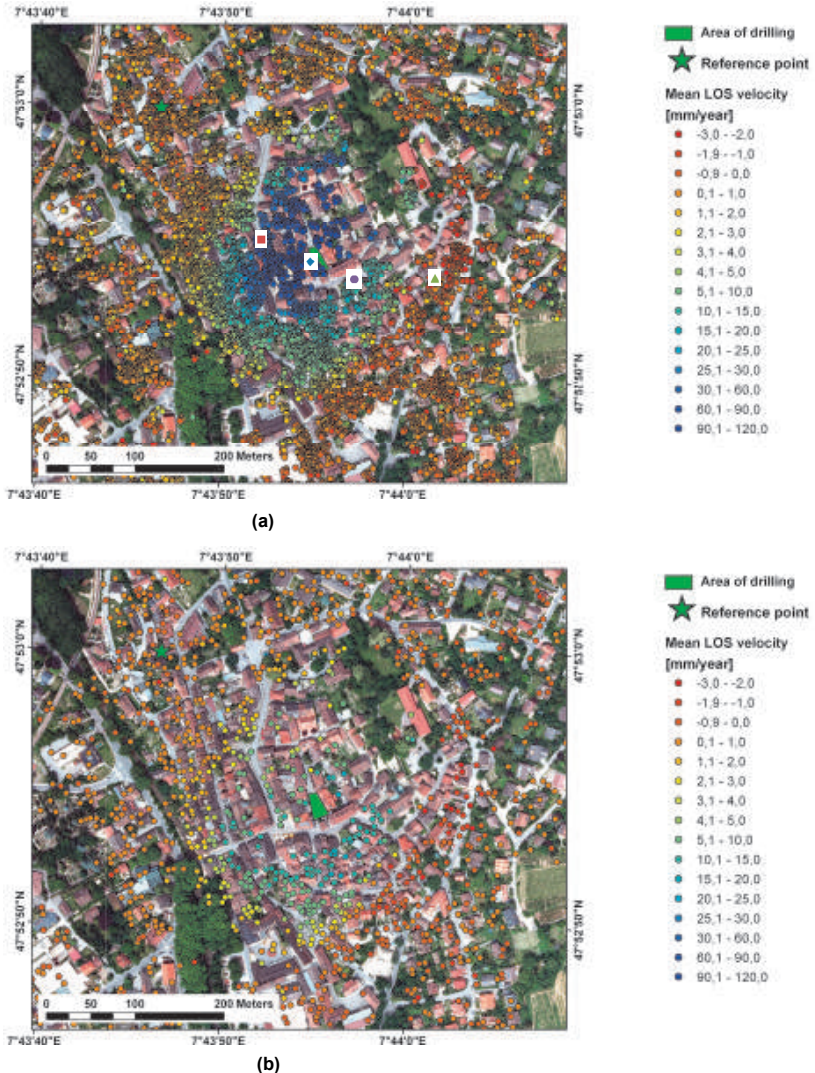 7°43'40"E 7°43'50"E 7°44'0"E
47°53'0"N 47°53'0"N
47°52'50"N 47°52'50"N
0 50 100 200 Meters
7°43'40"E 7°43'50"E 7°44'0"E
Area of drilling
Reference point
Mean LOS velocity
[mm/year]
-3,0 - -2,0
-1,9 - -1,0
-0,9 - 0,0
0,1 - 1,0
1,1 - 2,0
2,1 - 3,0
3,1 - 4,0
4,1 - 5,0
5,1 - 10,0
10,1 - 15,0
15,1 - 20,0
20,1 - 25,0
25,1 - 30,0
30,1 - 60,0
60,1 - 90,0
90,1 - 120,0
(a)
7°43'40"E 7°43'50"E 7°44'0"E
47°53'0"N 47°53'0"N
47°52'50"N 47°52'50"N
0 50 100 200 Meters
7°43'40"E 7°43'50"E 7°44'0"E
Area of drilling
Reference point
Mean LOS velocity
[mm/year]
-3,0 - -2,0
-1,9 - -1,0
-0,9 - 0,0
0,1 - 1,0
1,1 - 2,0
2,1 - 3,0
3,1 - 4,0
4,1 - 5,0
5,1 - 10,0
10,1 - 15,0
15,1 - 20,0
20,1 - 25,0
25,1 - 30,0
30,1 - 60,0
60,1 - 90,0
90,1 - 120,0
(b)